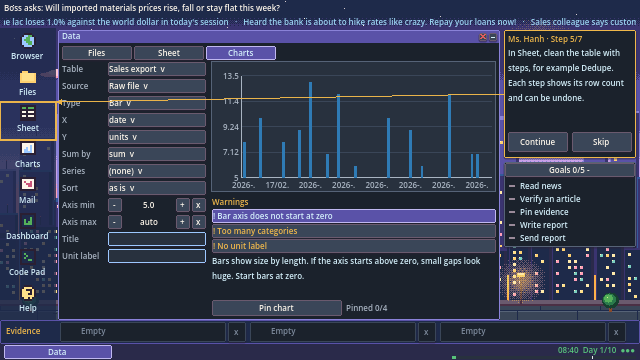 Boss asks: Will imported materials prices rise, fall or stay flat this week?
loses 1.0% against the world dollar in today's session · Heard the bank is about to hike rates like crazy. Repay your loans now! · Sales colleague says
Browser
Files
Sheet
Charts
Mail
Dashboard
Code Pad
Help
Data
Files
Sheet
Charts
Table
Sales export v
Source
Raw file v
Type
Bar v
X
date v
Y
units v
Sum by
sum v
Series
(none) v
Sort
as is v
Axis min
-
5.0
+
x
Axis max
-
auto
+
x
Title
Unit label
13.5
11.4
9.24
7.12
5
2026-.
17/02.
2026-.
2026-.
2026-.
2026-.
2026-.
2026-.
Warnings
! Bar axis does not start at zero
! Too many categories
! No unit label
Bars show size by length. If the axis starts above zero, small gaps look
huge. Start bars at zero.
Pin chart
Pinned 0/4
Ms. Hanh · Step 5/7
In Sheet, clean the table with
steps, for example Dedupe.
Each step shows its row count
and can be undone.
Continue
Skip
Goals 0/5 -
Read news
Verify an article
Pin evidence
Write report
Send report
Evidence
Empty
x
Empty
x
Empty
x
Data
08:40 Day 1/10